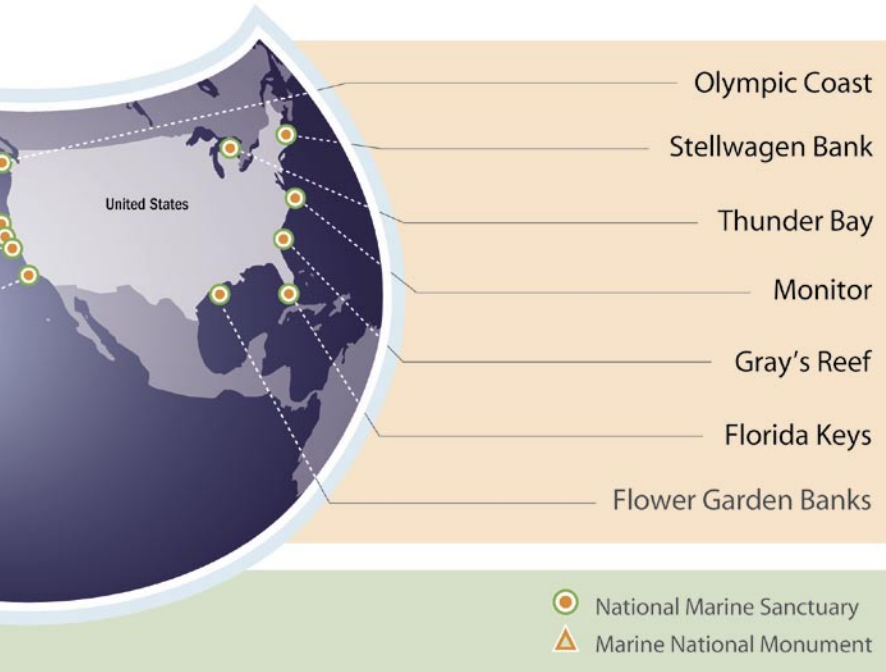 Olympic Coast
Stellwagen Bank
United States
Thunder Bay
Monitor
Gray's Reef
Florida Keys
Flower Garden Banks
National Marine Sanctuary
Marine National Monument